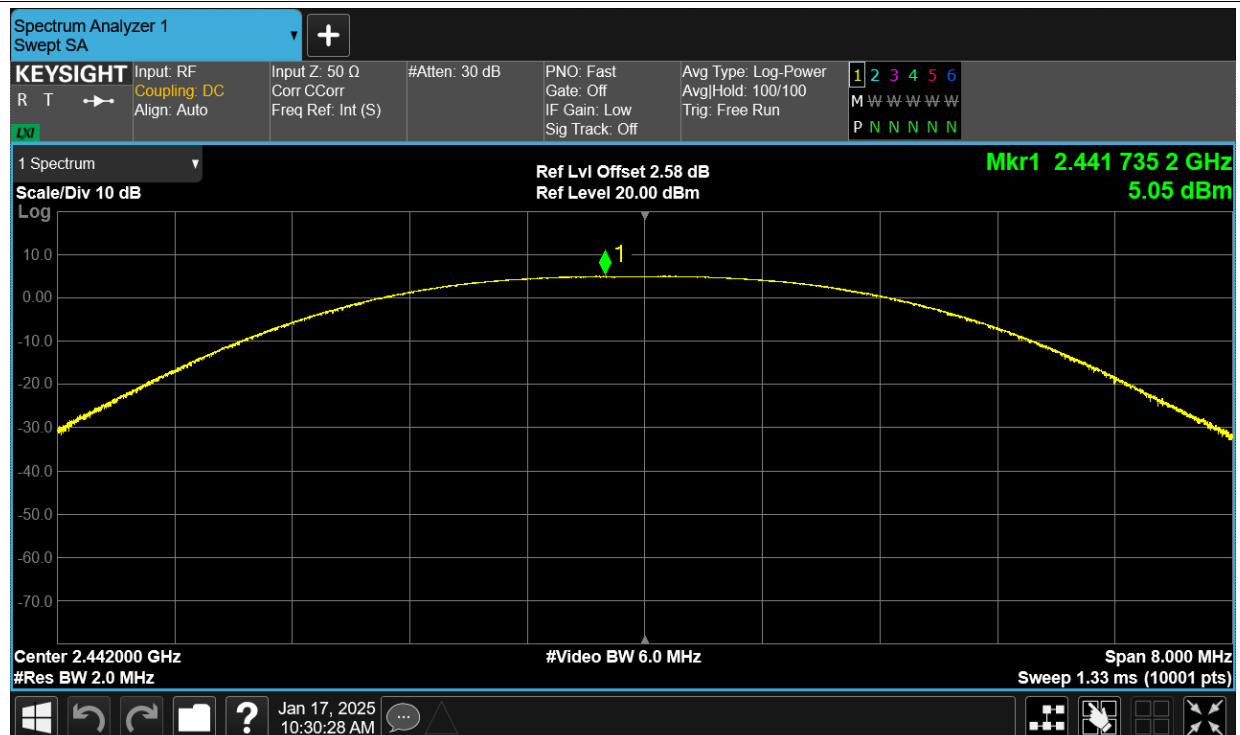 Spectrum Analyzer 1
Swept SA
KEYSIGHT
R T
LXI
Input: RF
Coupling: DC
Align: Auto
Input Z: 50 Ω
Corr CCorr
Freq Ref: Int (S)
#Atten: 30 dB
PNO: Fast
Gate: Off
IF Gain: Low
Sig Track: Off
Avg Type: Log-Power
Avg|Hold: 100/100
Trig: Free Run
1 2 3 4 5 6
M W W W W W
P N N N N N
1 Spectrum
Scale/Div 10 dB
Log
Ref Lvl Offset 2.58 dB
Ref Level 20.00 dBm
Mkr1 2.441 735 2 GHz
5.05 dBm
1
10.0
0.00
-10.0
-20.0
-30.0
-40.0
-50.0
-60.0
-70.0
Center 2.442000 GHz
#Res BW 2.0 MHz
#Video BW 6.0 MHz
Span 8.000 MHz
Sweep 1.33 ms (10001 pts)
?
Jan 17, 2025
10:30:28 AM